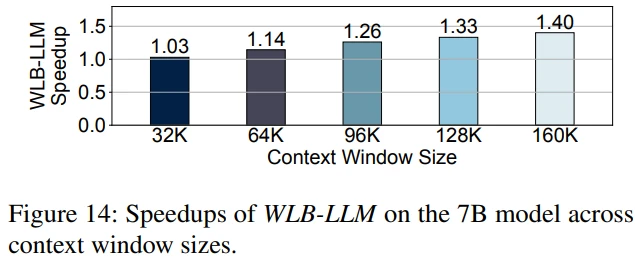 WLB-LLM
Speedup
1.5
1.0
0.5
0.0
1.03
1.14
1.26
1.33
1.40
32K
64K
96K
128K
160K
Context Window Size
Figure 14: Speedups of WLB-LLM on the 7B model across
context window sizes.